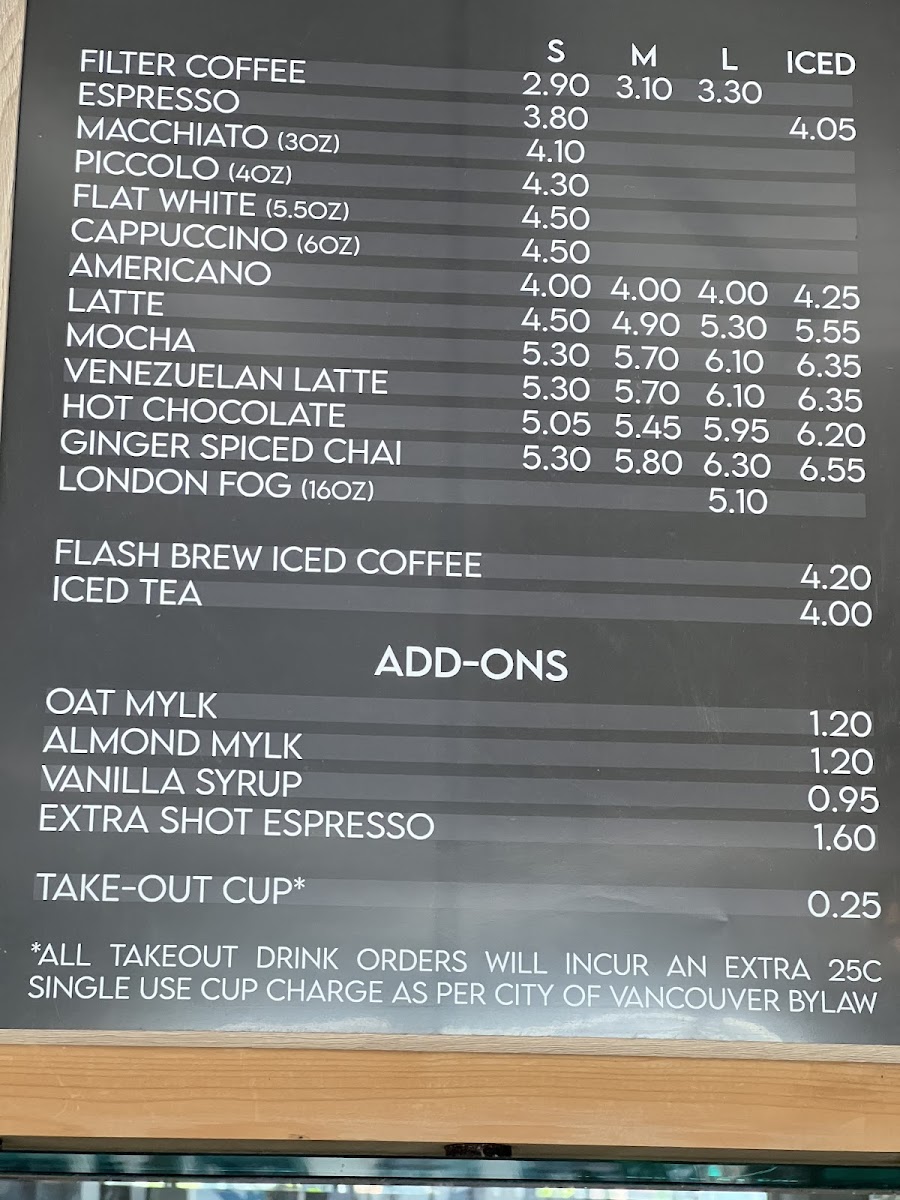 S M L ICED
FILTER COFFEE 2.90 3.10 3.30
ESPRESSO 3.80 4.05
MACCHIATO (3OZ) 4.10
PICCOLO (4OZ) 4.30
FLAT WHITE (5.5OZ) 4.50
CAPPUCCINO (6OZ) 4.50
AMERICANO 4.00 4.00 4.00 4.25
LATTE 4.50 4.90 5.30 5.55
MOCHA 5.30 5.70 6.10 6.35
VENEZUELAN LATTE 5.30 5.70 6.10 6.35
HOT CHOCOLATE 5.05 5.45 5.95 6.20
GINGER SPICED CHAI 5.30 5.80 6.30 6.55
LONDON FOG (16OZ) 5.10
FLASH BREW ICED COFFEE 4.20
ICED TEA 4.00
ADD-ONS
OAT MYLK 1.20
ALMOND MYLK 1.20
VANILLA SYRUP 0.95
EXTRA SHOT ESPRESSO 1.60
TAKE-OUT CUP* 0.25
*ALL TAKEOUT DRINK ORDERS WILL INCUR AN EXTRA 25C
SINGLE USE CUP CHARGE AS PER CITY OF VANCOUVER BYLAW